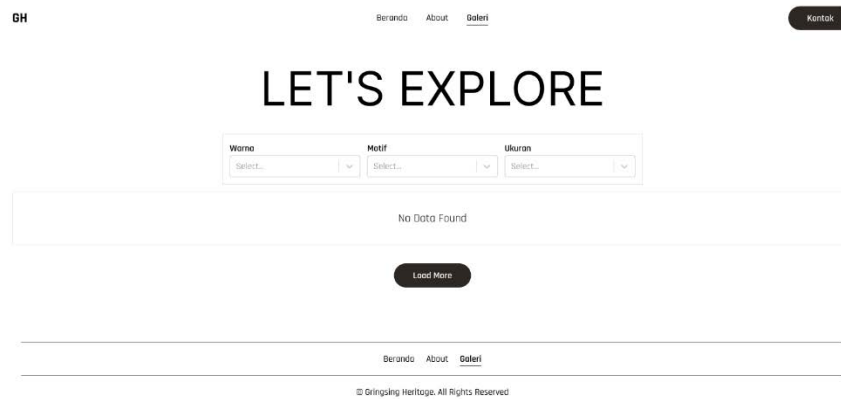 GH
Beranda About Galeri
Kontak
LET'S EXPLORE
Warna Motif Ukuran
Select... Select... Select...
No Data Found
Load More
Beranda About Galeri
© Gringsing Heritage. All Rights Reserved